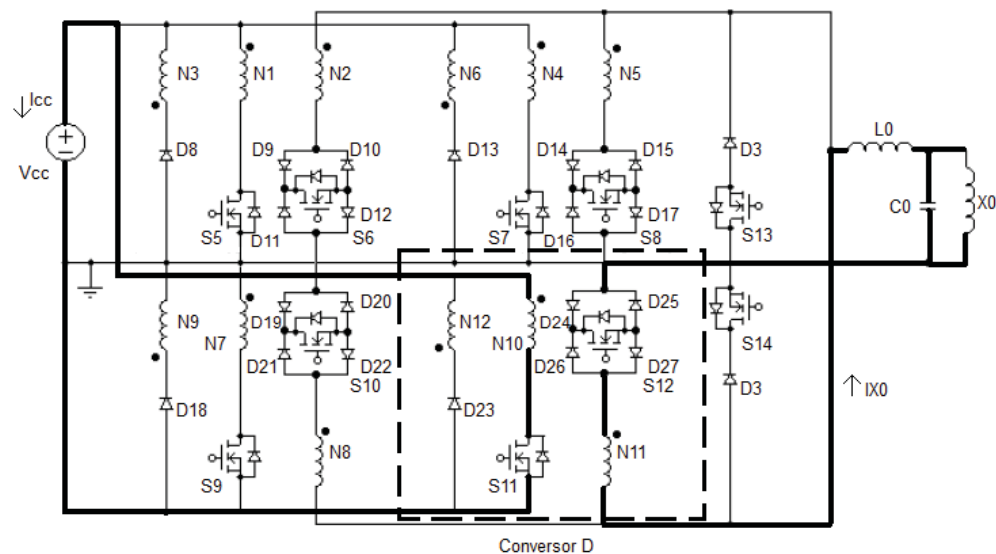 N3
N1
N2
N6
N4
N5
Icc
Vcc
D8
D9
D10
D13
D14
D15
D3
L0
C0
X0
S5
D11
D12
S6
S7
D16
D17
S8
S13
N9
D19
N7
D20
N12
D24
N10
D25
S14
D21
D22
S10
D26
D27
S12
D18
D23
D3
IX0
S9
N8
S11
N11
Conversor D